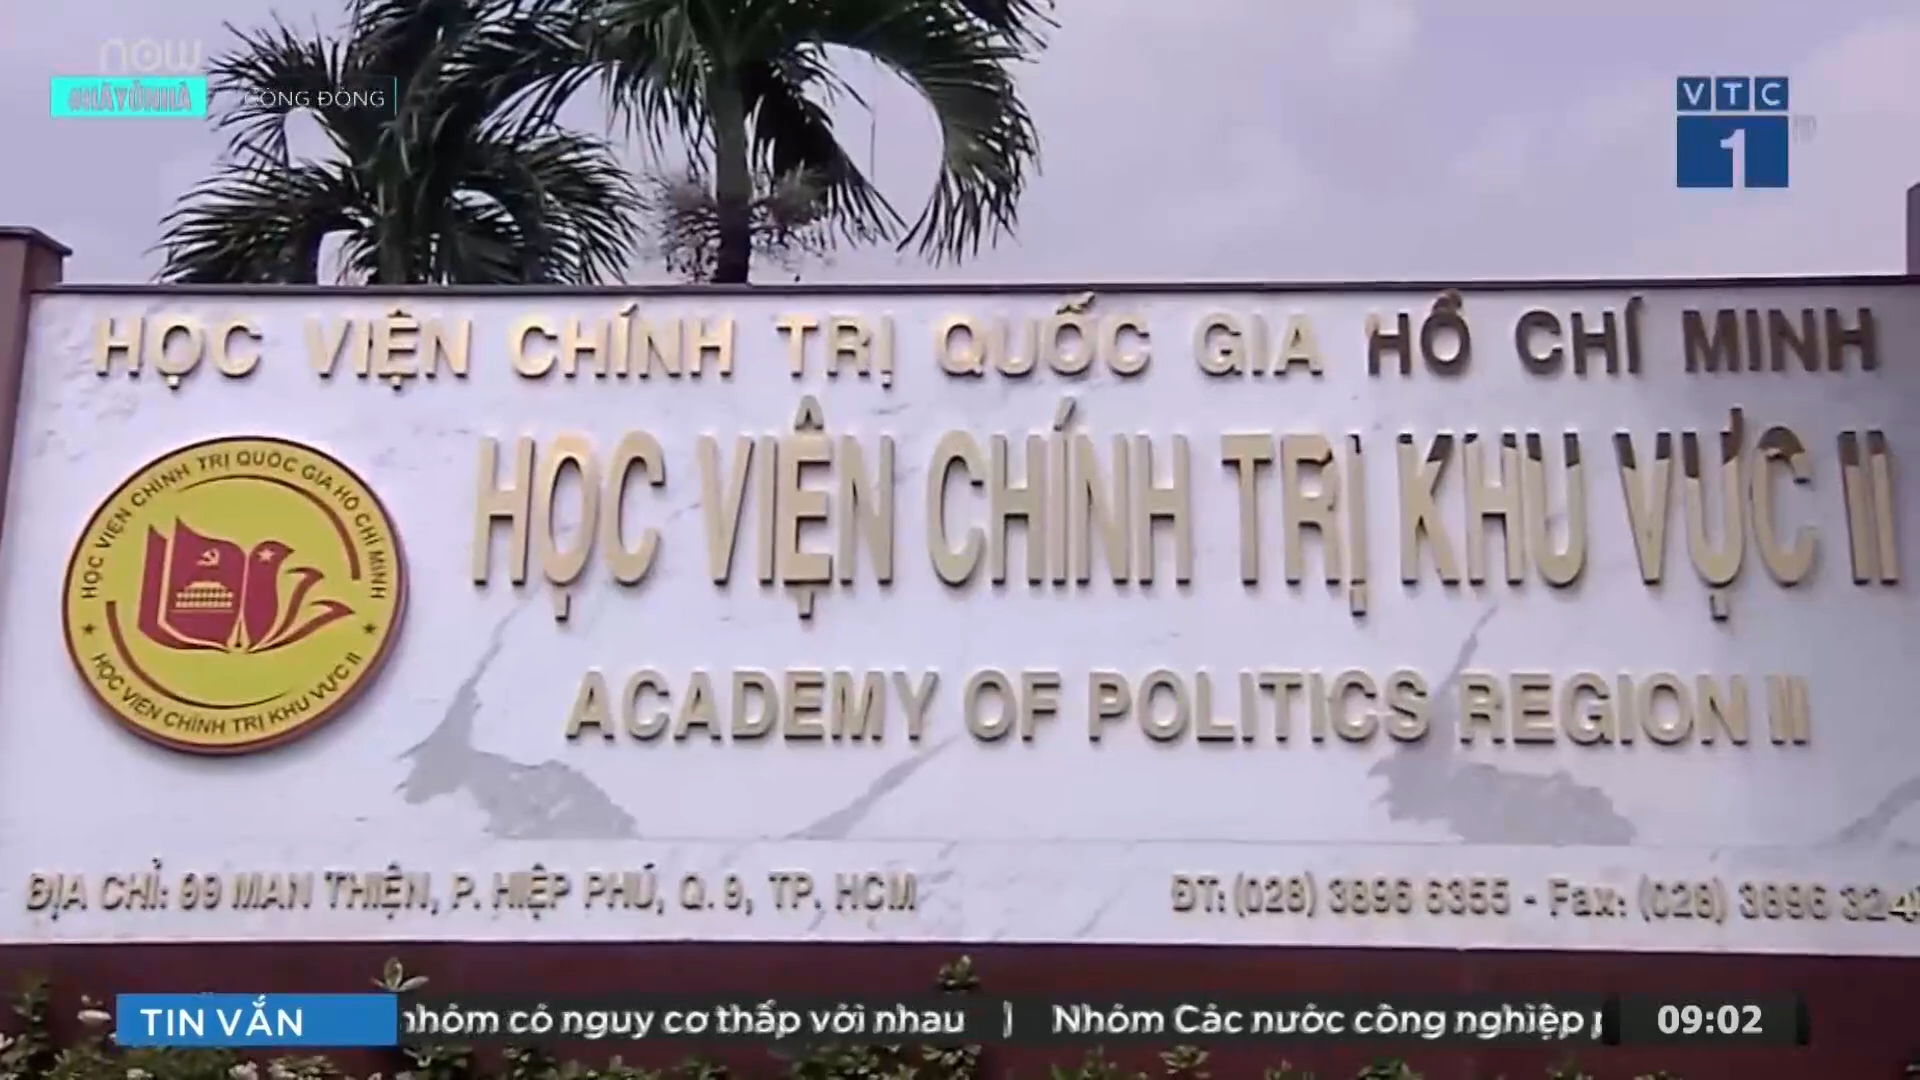 now
#HÃYỞNHÀ
CỘNG ĐỒNG
VTC
1
HỌC VIỆN CHÍNH TRỊ QUỐC GIA HỒ CHÍ MINH
HỌC VIỆN CHÍNH TRỊ KHU VỰC II
ACADEMY OF POLITICS REGION II
HỌC VIỆN CHÍNH TRỊ QUỐC GIA HỒ CHÍ MINH
HỌC VIỆN CHÍNH TRỊ KHU VỰC II
ĐỊA CHỈ: 99 MAN THIỆN, P. HIỆP PHÚ, Q. 9, TP. HCM
ĐT: (028) 3896 6355 - Fax: (028) 3896 324
TIN VẮN
nhóm có nguy cơ thấp với nhau | Nhóm Các nước công nghiệp
09:02